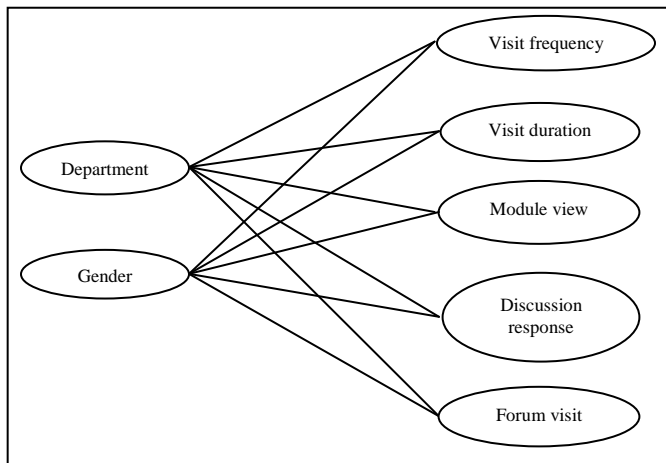 Visit frequency
Visit duration
Department
Module view
Gender
Discussion
response
Forum visit